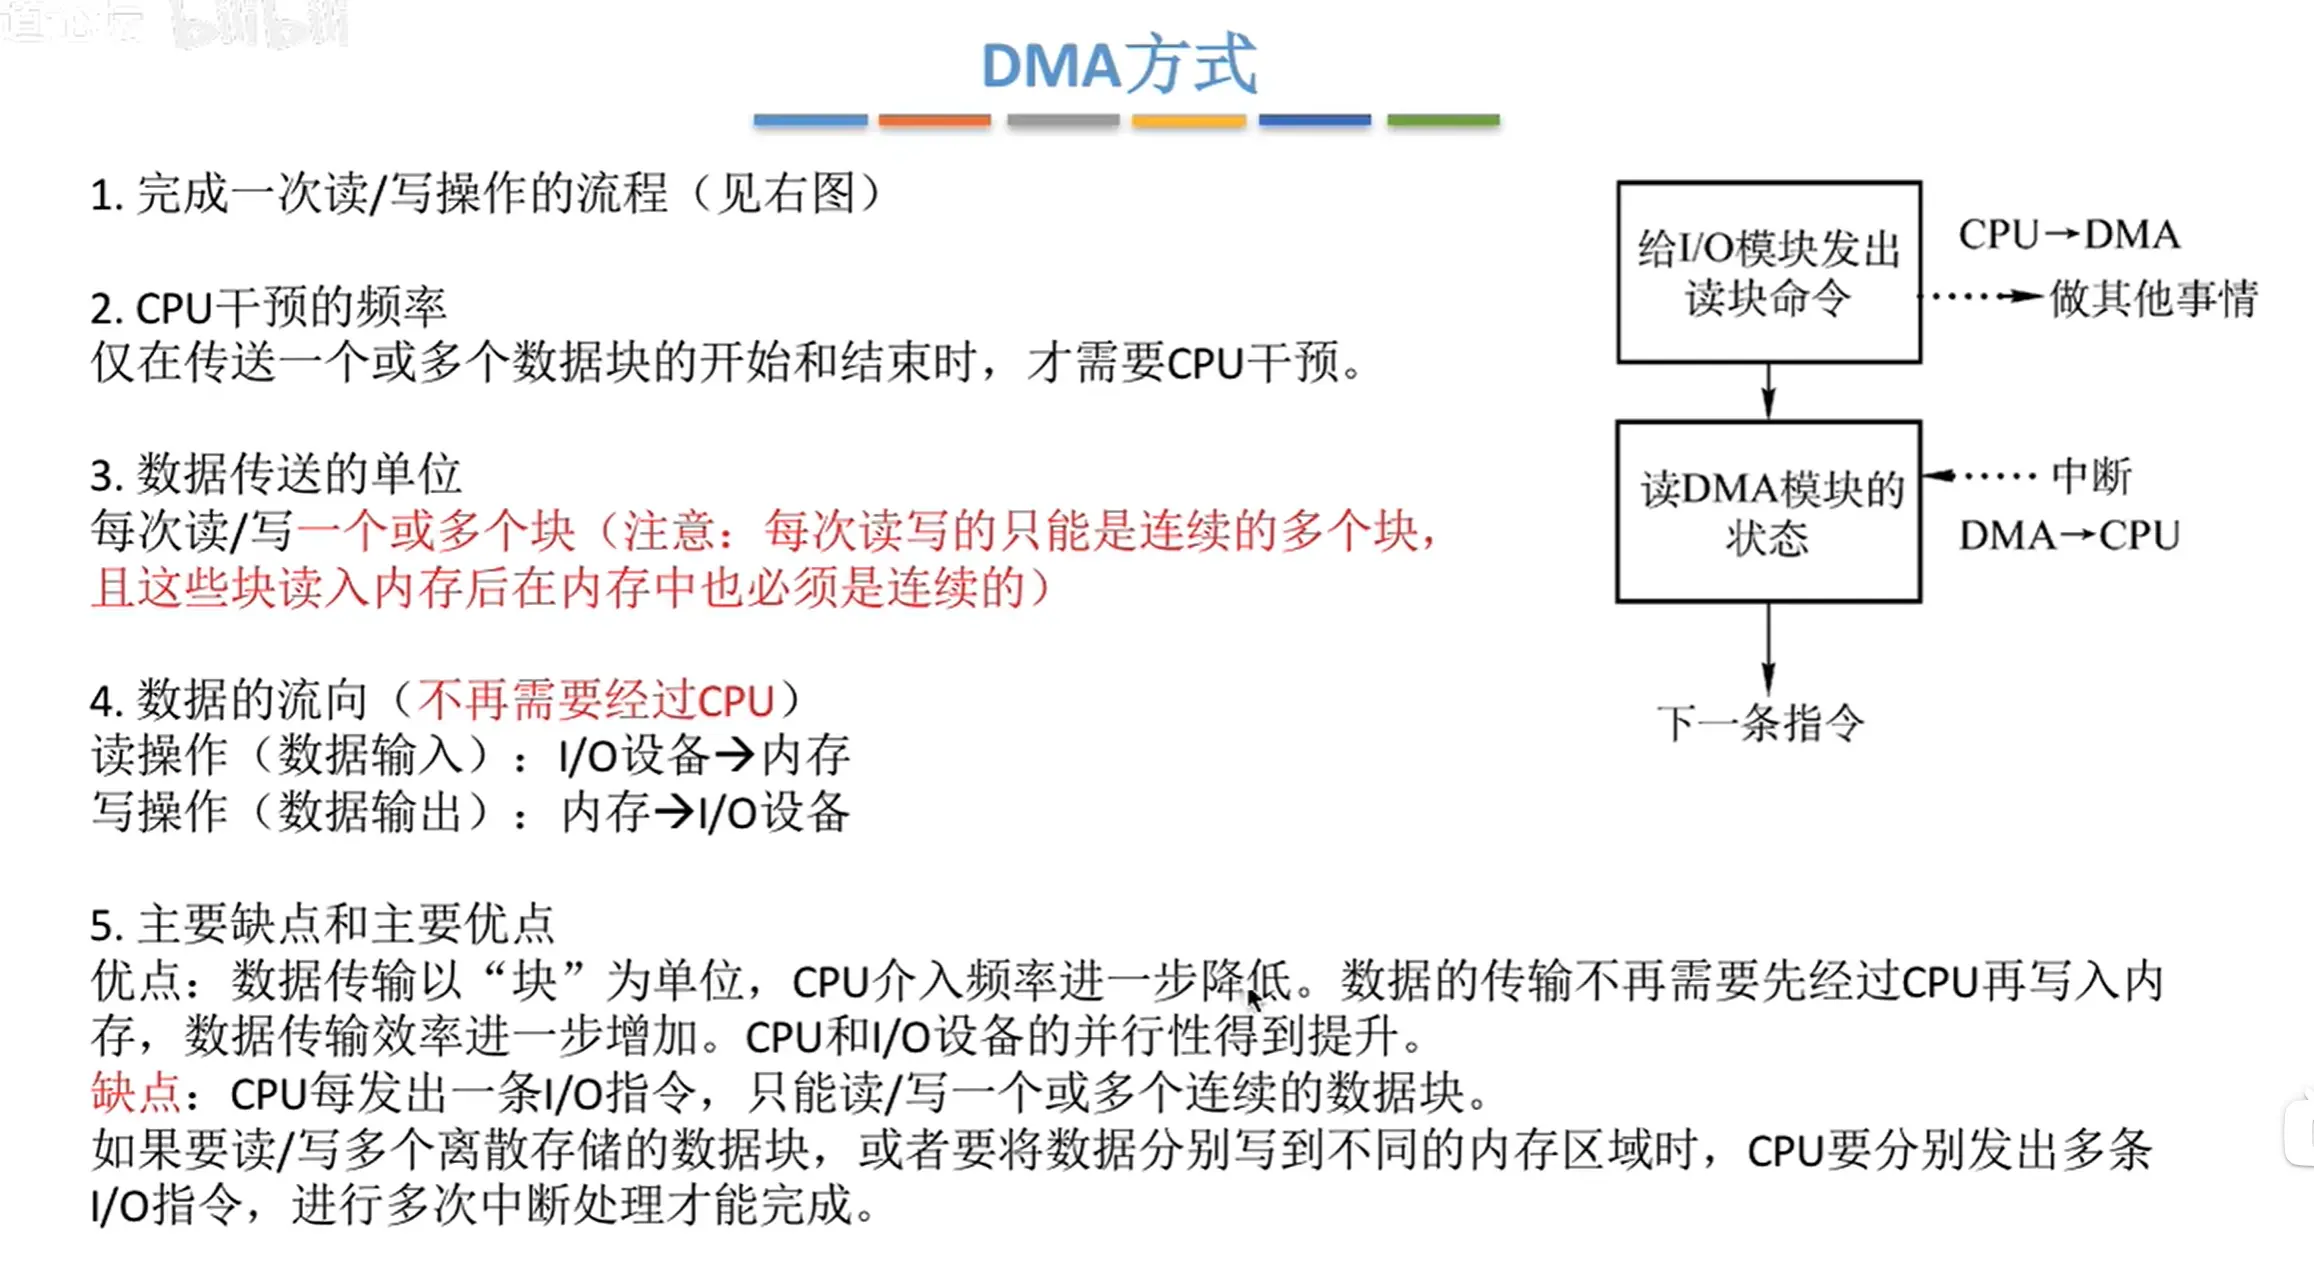 道论坛 bilibili
DMA方式
1. 完成一次读/写操作的流程（见右图）
2. CPU干预的频率
仅在传送一个或多个数据块的开始和结束时，才需要CPU干预。
3. 数据传送的单位
每次读/写一个或多个块（注意：每次读写的只能是连续的多个块，
且这些块读入内存后在内存中也必须是连续的）
4. 数据的流向（不再需要经过CPU）
读操作（数据输入）：I/O设备→内存
写操作（数据输出）：内存→I/O设备
5. 主要缺点和主要优点
优点：数据传输以“块”为单位，CPU介入频率进一步降低。数据的传输不再需要先经过CPU再写入内
存，数据传输效率进一步增加。CPU和I/O设备的并行性得到提升。
缺点：CPU每发出一条I/O指令，只能读/写一个或多个连续的数据块。
如果要读/写多个离散存储的数据块，或者要将数据分别写到不同的内存区域时，CPU要分别发出多条
I/O指令，进行多次中断处理才能完成。
给I/O模块发出
读块命令
CPU→DMA
做其他事情
读DMA模块的
状态
中断
DMA→CPU
下一条指令